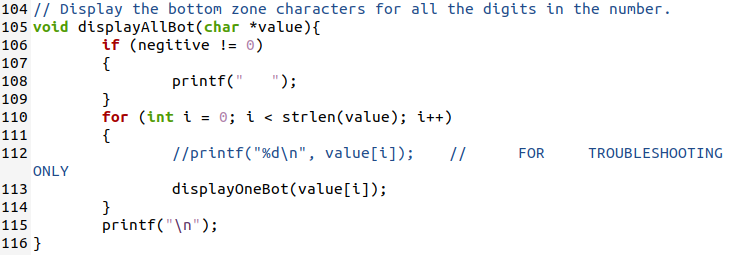 104 // Display the bottom zone characters for all the digits in the number.
105 void displayAllBot(char *value){
106         if (negitive != 0)
107         {
108                 printf("   ");
109         }
110         for (int i = 0; i < strlen(value); i++)
111         {
112                 //printf("%d\n", value[i]);    //      FOR     TROUBLESHOOTING
ONLY
113                 displayOneBot(value[i]);
114         }
115         printf("\n");
116 }